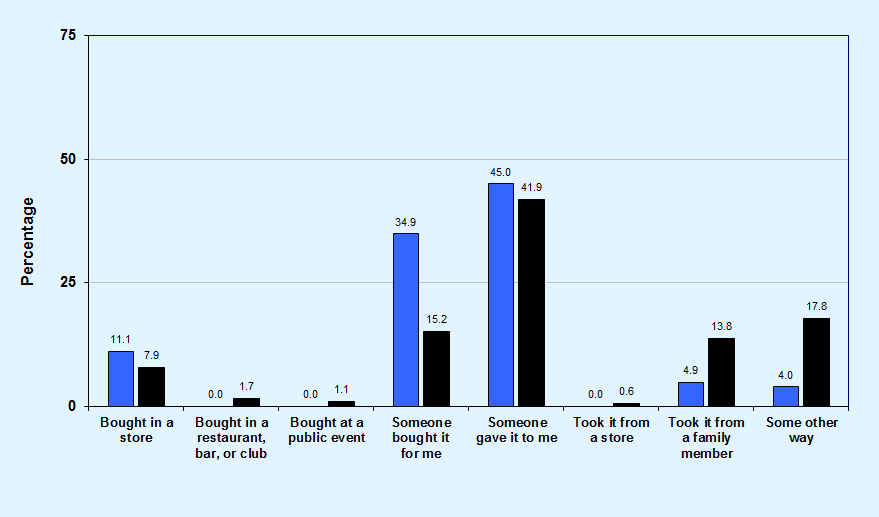 75
50
25
0
Percentage
11.1
7.9
0.0
1.7
0.0
1.1
34.9
15.2
45.0
41.9
0.0
0.6
4.9
13.8
4.0
17.8
Bought in a
store
Bought in a
restaurant,
bar, or club
Bought at a
public event
Someone
bought it
for me
Someone
gave it to me
Took it from
a store
Took it from
a family
member
Some other
way